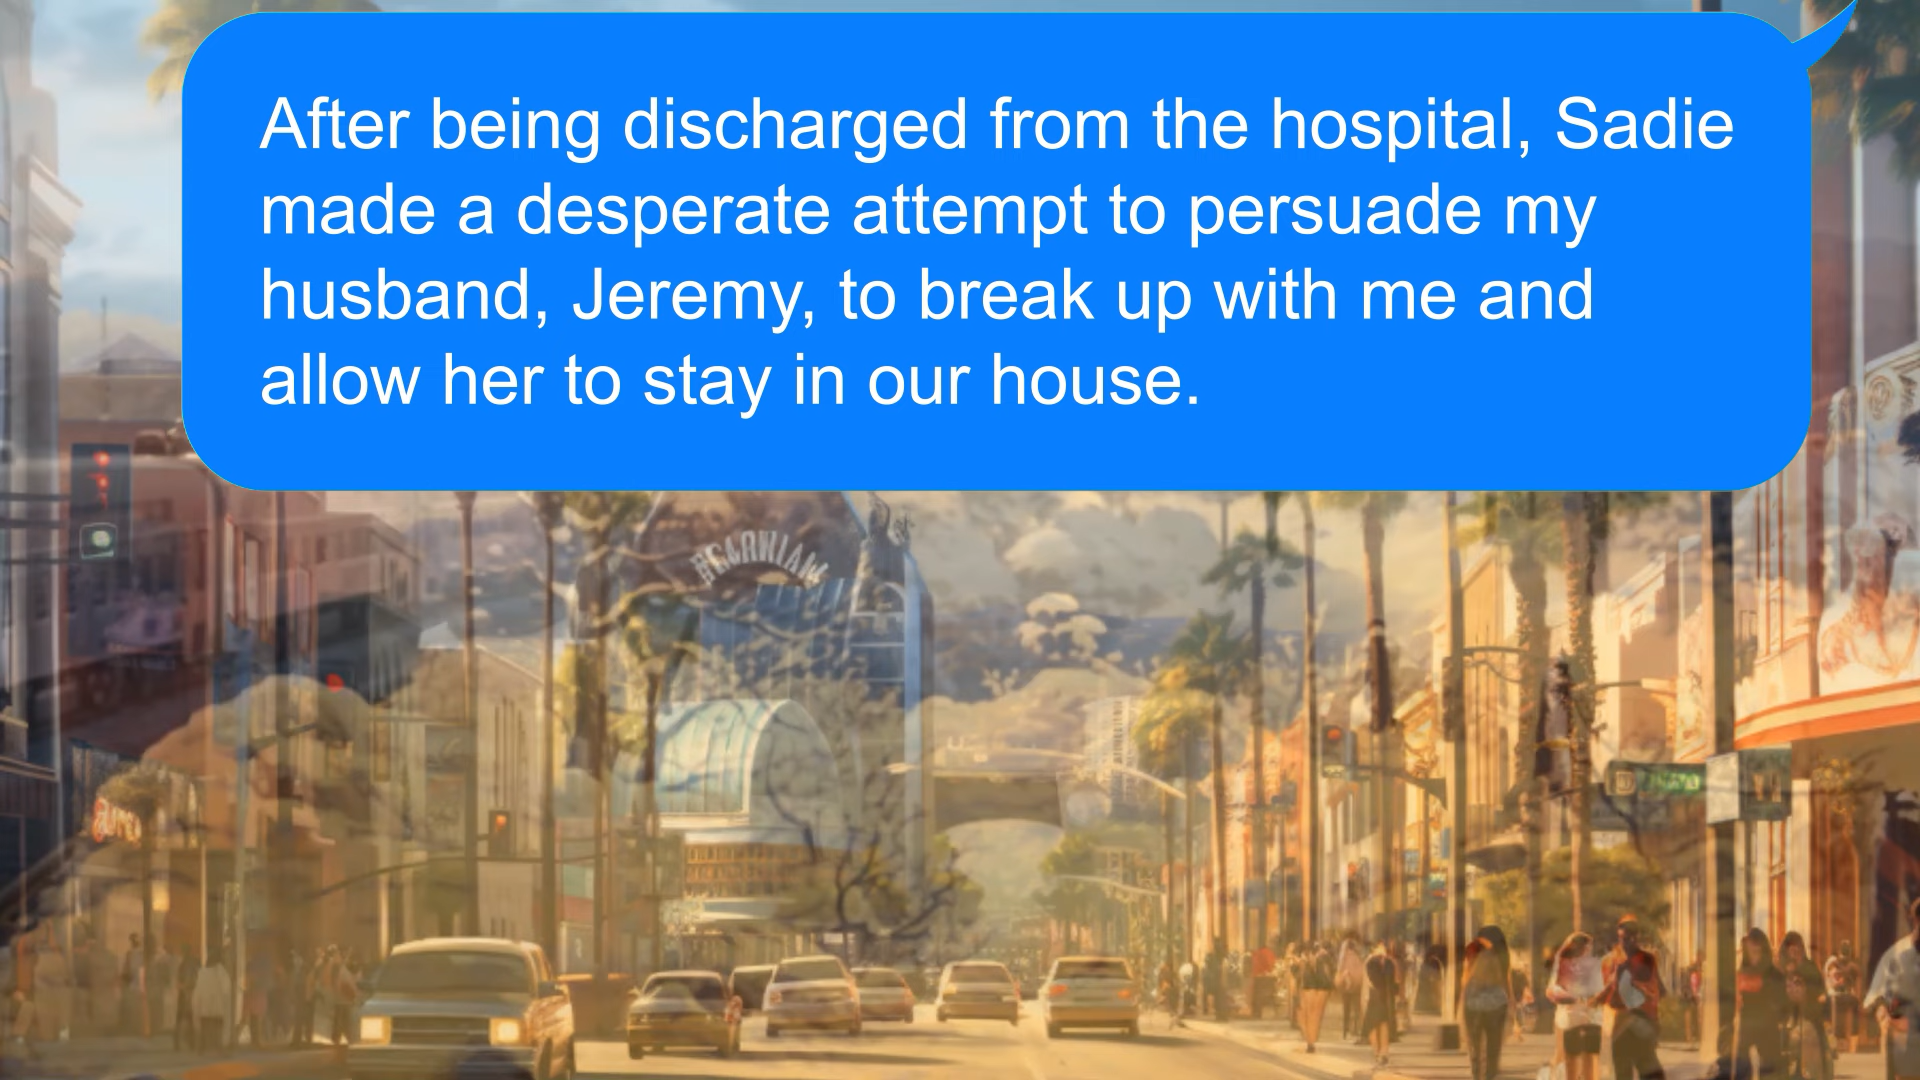 After being discharged from the hospital, Sadie
made a desperate attempt to persuade my
husband, Jeremy, to break up with me and
allow her to stay in our house.